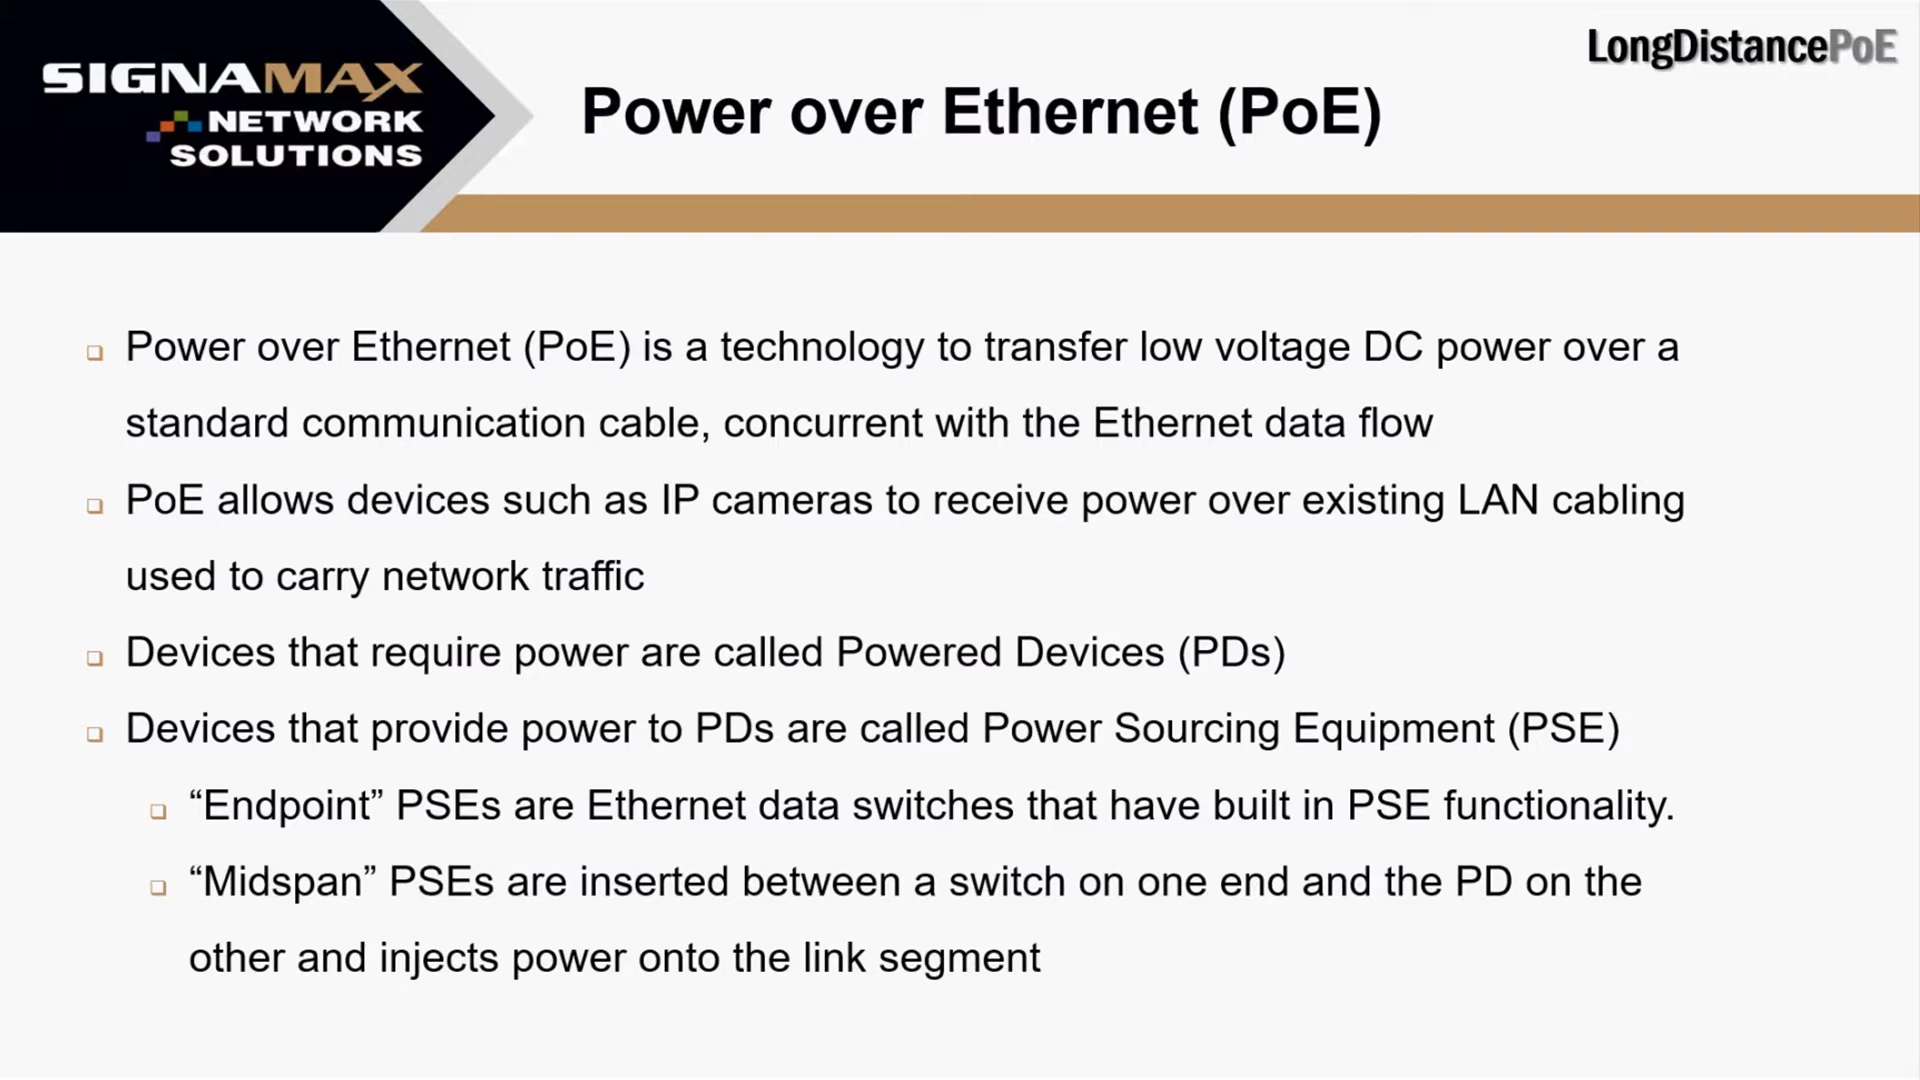 SIGNAMAX
NETWORK
SOLUTIONS
LongDistancePoE
Power over Ethernet (PoE)
❑ Power over Ethernet (PoE) is a technology to transfer low voltage DC power over a
standard communication cable, concurrent with the Ethernet data flow
❑ PoE allows devices such as IP cameras to receive power over existing LAN cabling
used to carry network traffic
❑ Devices that require power are called Powered Devices (PDs)
❑ Devices that provide power to PDs are called Power Sourcing Equipment (PSE)
❑ “Endpoint” PSEs are Ethernet data switches that have built in PSE functionality.
❑ “Midspan” PSEs are inserted between a switch on one end and the PD on the
other and injects power onto the link segment